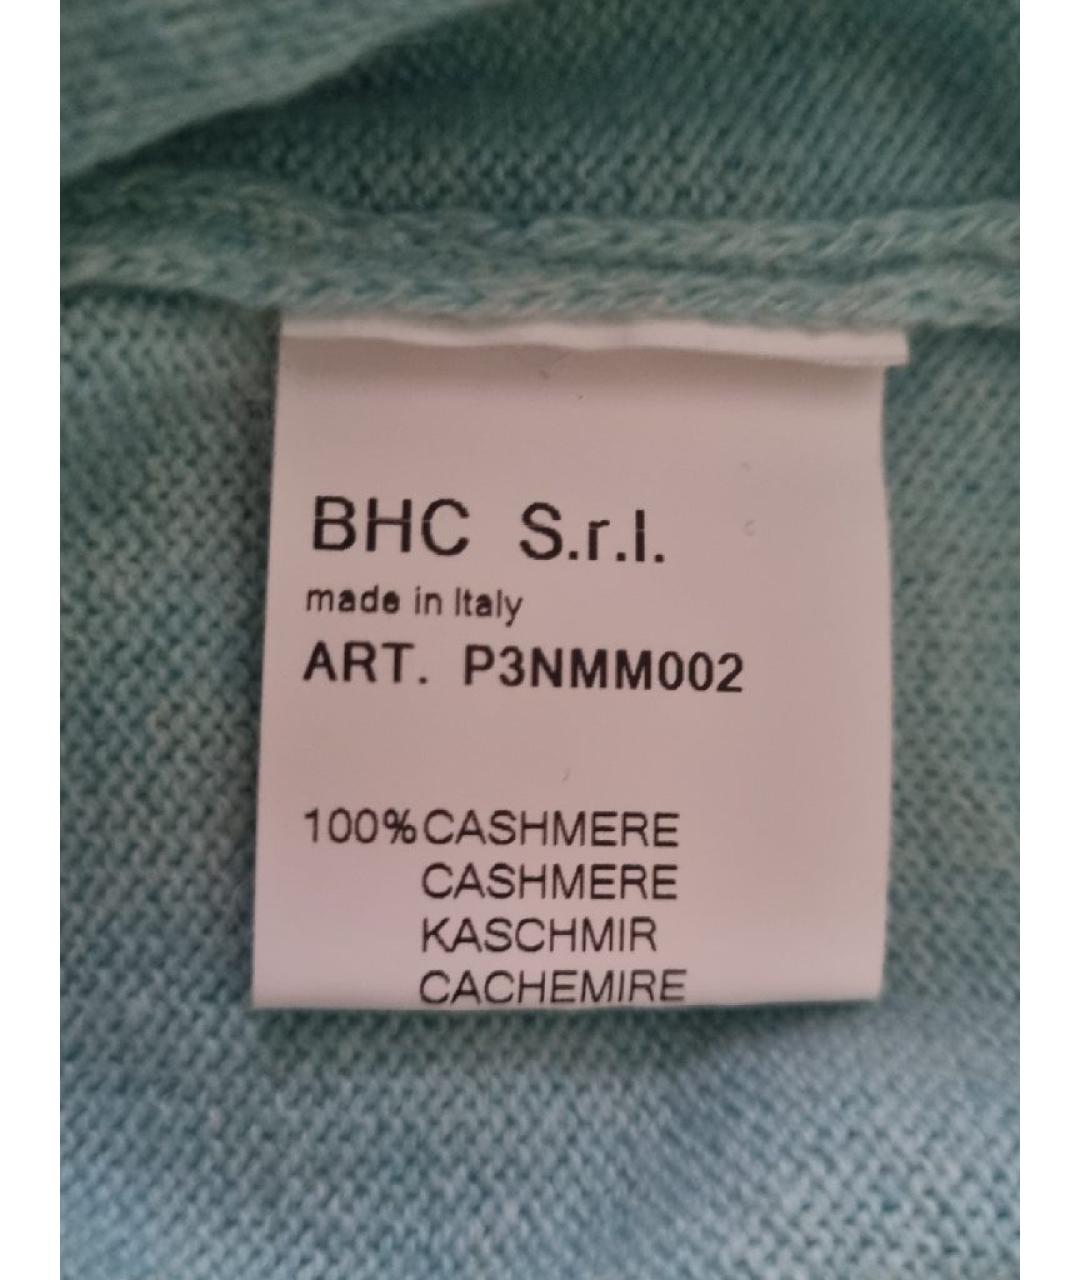 BHC S.r.l.
made in Italy
ART. P3NMM002
100%CASHMERE
CASHMERE
KASCHMIR
CACHEMIRE